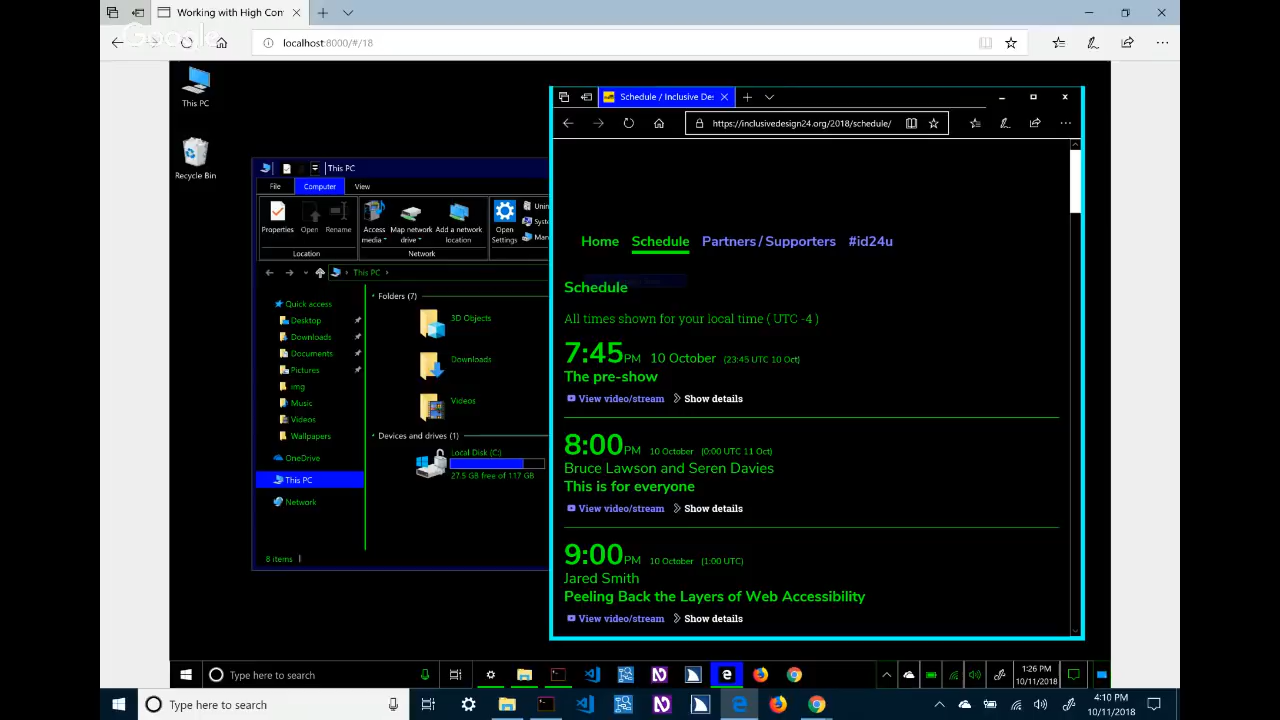 Working with High Con
Google
localhost:8000/#/18
This PC
Recycle Bin
This PC
File Computer View
Properties Open Rename Access media Map network drive Add a network location Open Settings Unin
Syste
Man
Location Network
This PC
Quick access
Desktop
Downloads
Documents
Pictures
img
Music
Videos
Wallpapers
OneDrive
This PC
Network
8 items
Folders (7)
3D Objects
Downloads
Videos
Devices and drives (1)
Local Disk (C:)
27.5 GB free of 117 GB
Schedule / Inclusive De
https://inclusivedesign24.org/2018/schedule/
Home Schedule Partners / Supporters #id24u
Schedule
All times shown for your local time ( UTC -4 )
7:45PM 10 October (23:45 UTC 10 Oct)
The pre-show
View video/stream Show details
8:00PM 10 October (0:00 UTC 11 Oct)
Bruce Lawson and Seren Davies
This is for everyone
View video/stream Show details
9:00PM 10 October (1:00 UTC)
Jared Smith
Peeling Back the Layers of Web Accessibility
View video/stream Show details
Type here to search
1:26 PM
10/11/2018
Type here to search
4:10 PM
10/11/2018